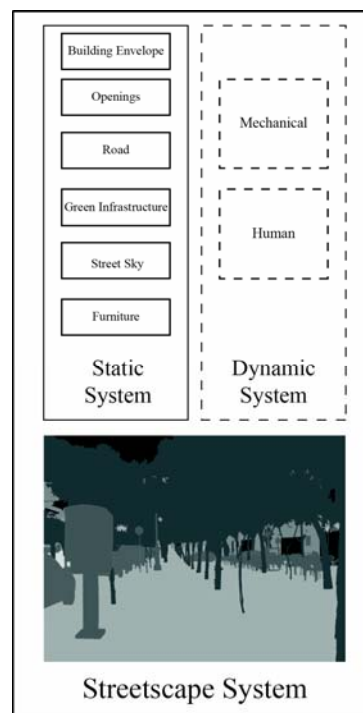 Building Envelope
Openings
Road
Green Infrastructure
Street Sky
Furniture
Static
System
Mechanical
Human
Dynamic
System
Streetscape System